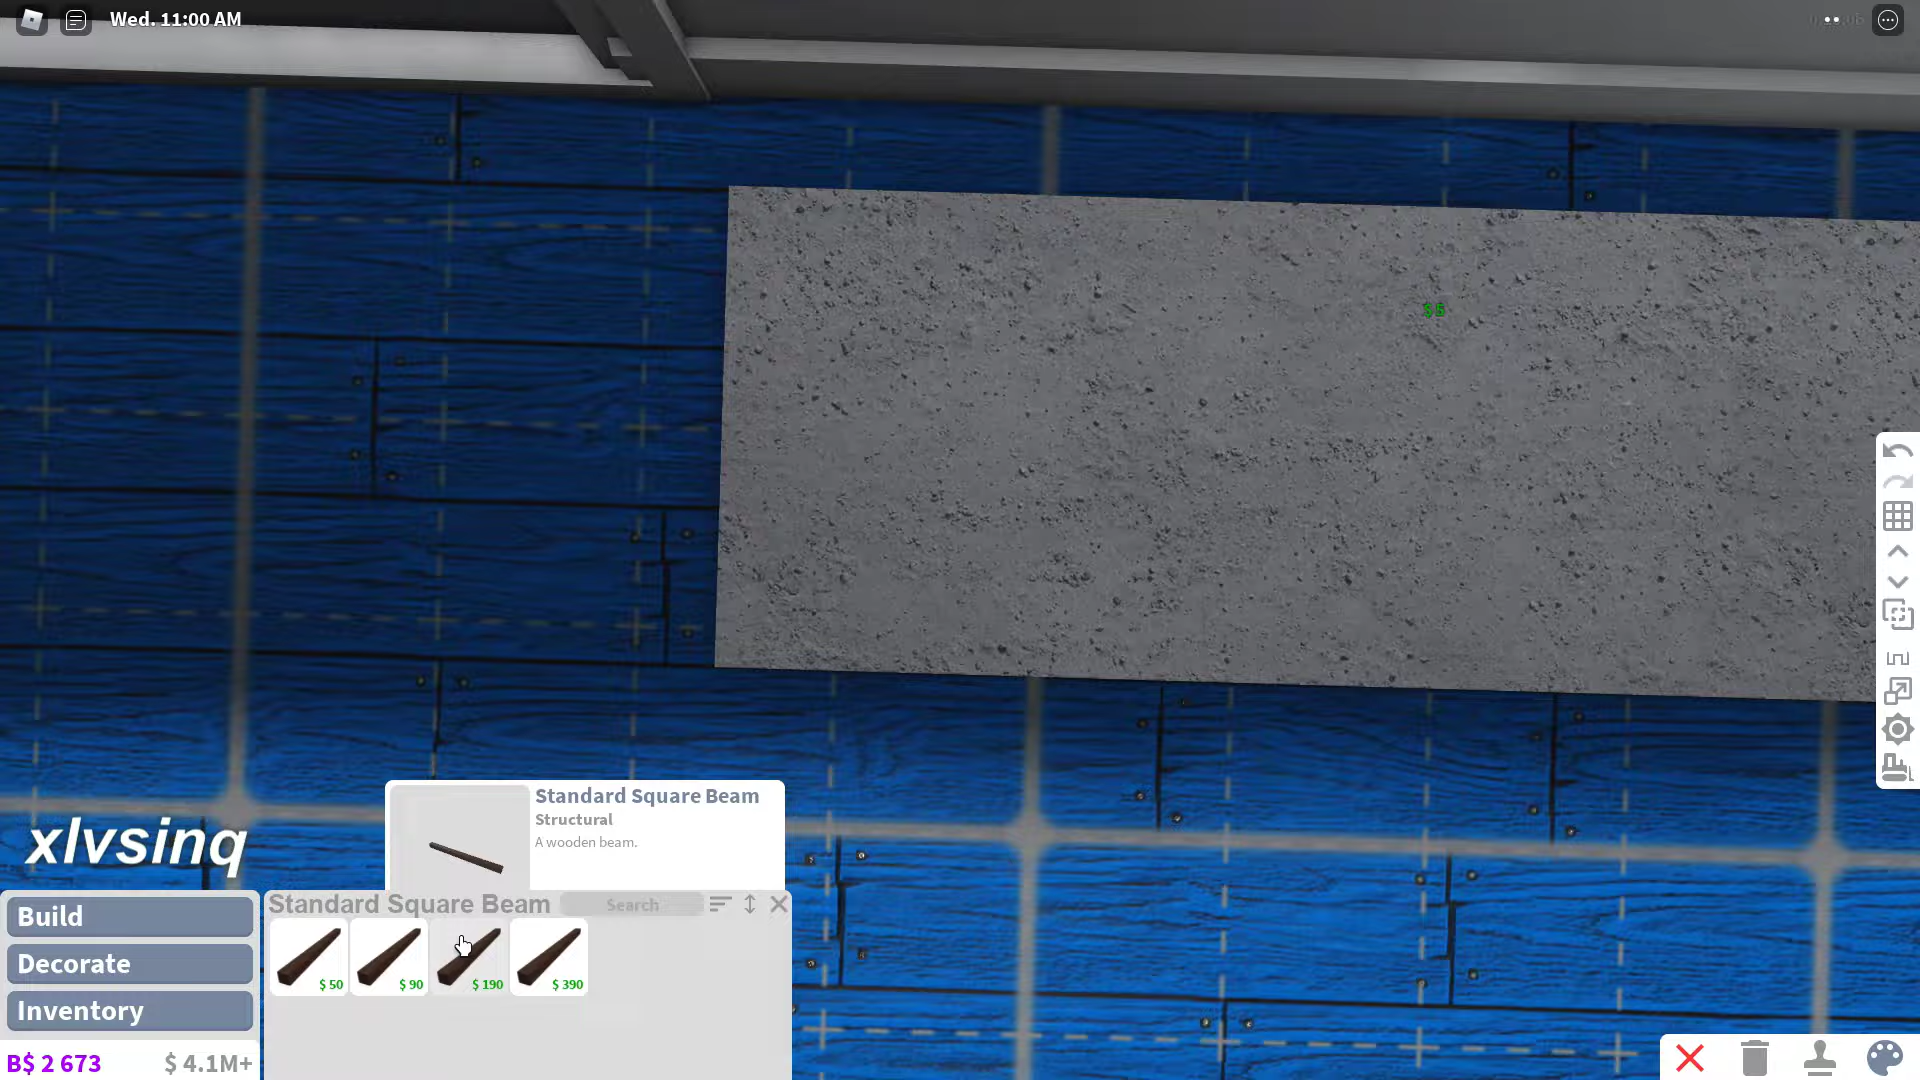 Wed. 11:00 AM
$ 5
Standard Square Beam
Structural
A wooden beam.
xlvsinq
Build
Decorate
Inventory
B$ 2 673
$ 4.1M+
Standard Square Beam
Search
$ 50
$ 90
$ 190
$ 390